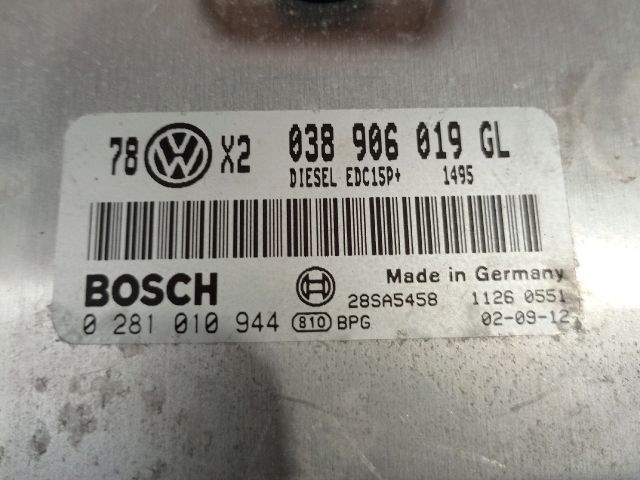 78 VW X2 038 906 019 GL
DIESEL EDC15P+ 1495
BOSCH Made in Germany
28SA5458 1126 0551
0 281 010 944 810 BPG 02-09-12